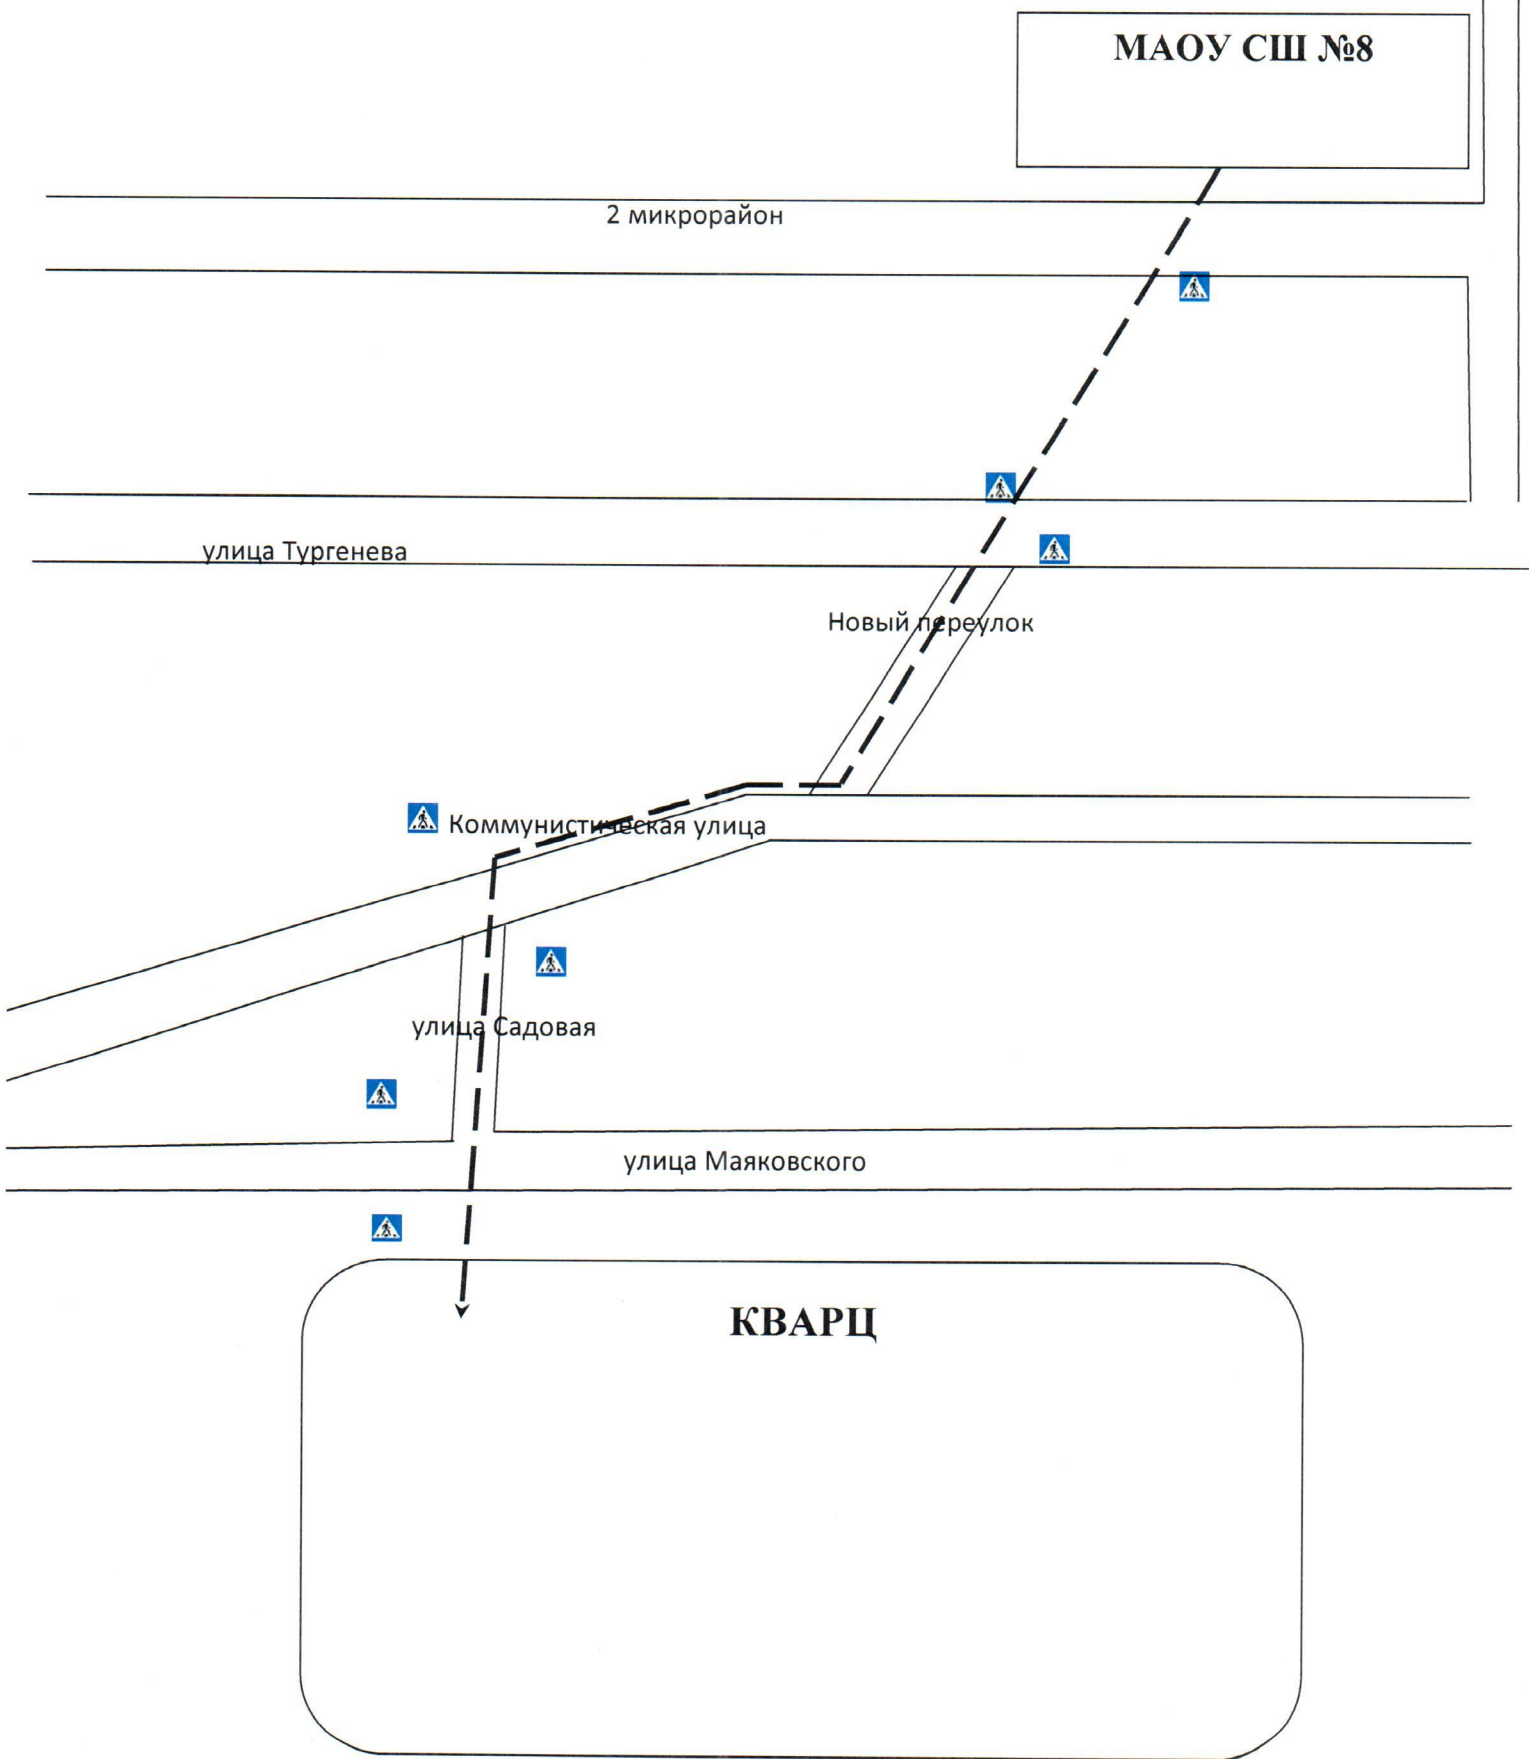 МАОУ СШ №8
2 микрорайон
улица Тургенева
Новый переулок
Коммунистическая улица
улица Садовая
улица Маяковского
КВАРЦ